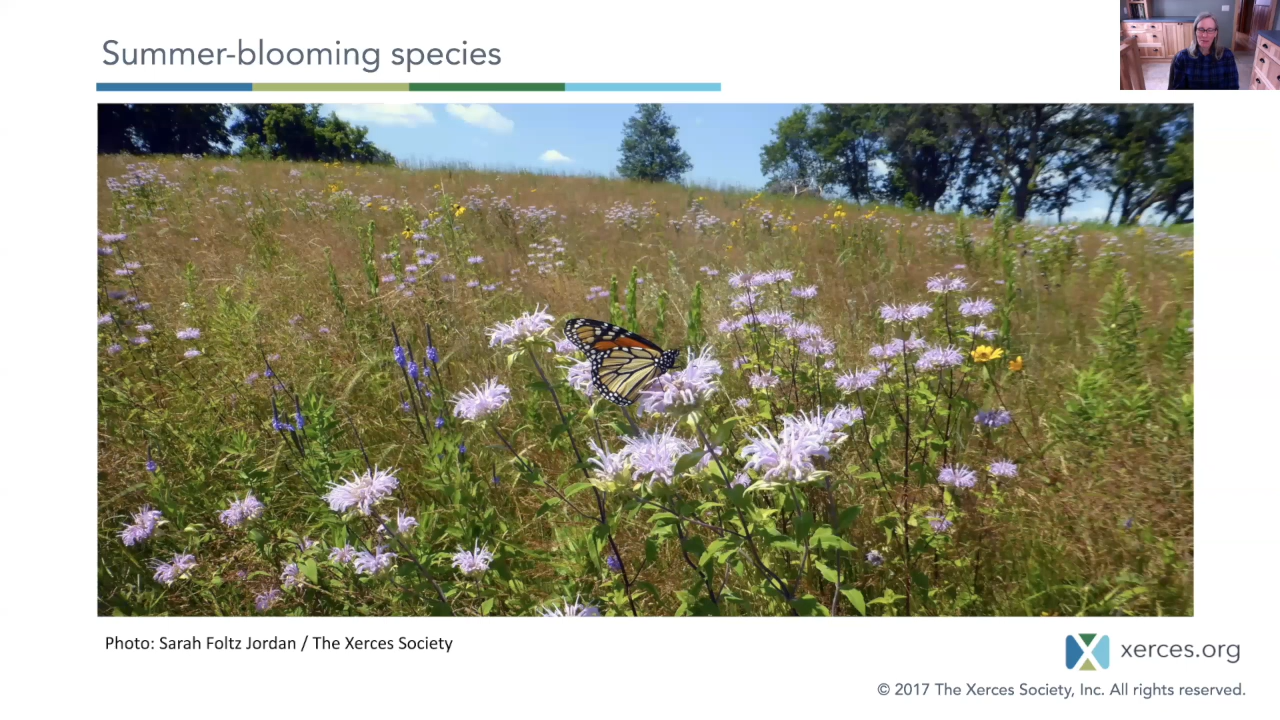 Summer-blooming species
Photo: Sarah Foltz Jordan / The Xerces Society
xerces.org
© 2017 The Xerces Society, Inc. All rights reserved.